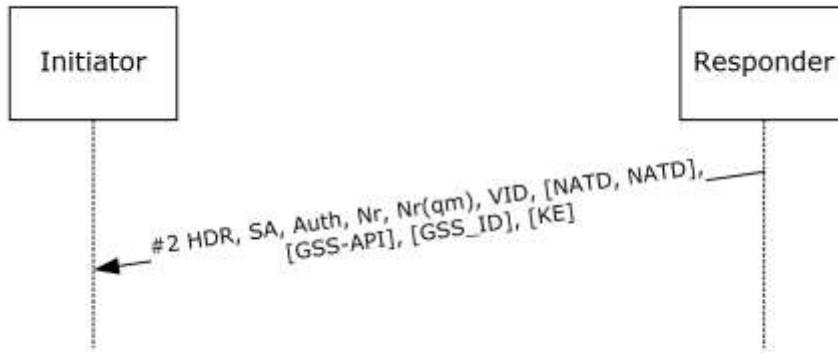 Initiator
Responder
#2 HDR, SA, Auth, Nr, Nr(qm), VID, [NATD, NATD],
[GSS-API], [GSS_ID], [KE]